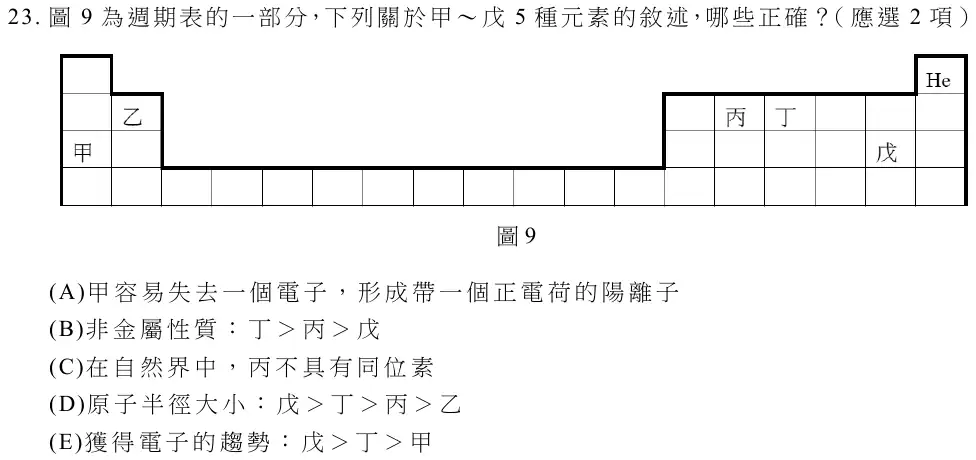 23. 圖 9 為週期表的一部分，下列關於甲～戊 5 種元素的敘述，哪些正確？（應選 2 項）
He
乙 丙 丁
甲 戊
圖 9
(A)甲容易失去一個電子，形成帶一個正電荷的陽離子
(B)非金屬性質：丁＞丙＞戊
(C)在自然界中，丙不具有同位素
(D)原子半徑大小：戊＞丁＞丙＞乙
(E)獲得電子的趨勢：戊＞丁＞甲